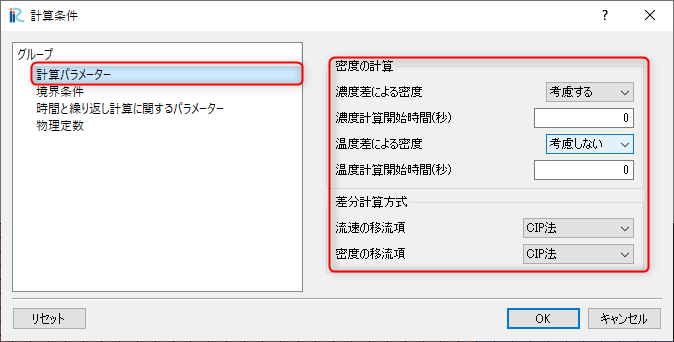 iR 計算条件 ? ×
グループ
計算パラメーター
境界条件
時間と繰り返し計算に関するパラメーター
物理定数
密度の計算
濃度差による密度 考慮する
濃度計算開始時間(秒) 0
温度差による密度 考慮しない
温度計算開始時間(秒) 0
差分計算方式
流速の移流項 CIP法
密度の移流項 CIP法
リセット OK キャンセル